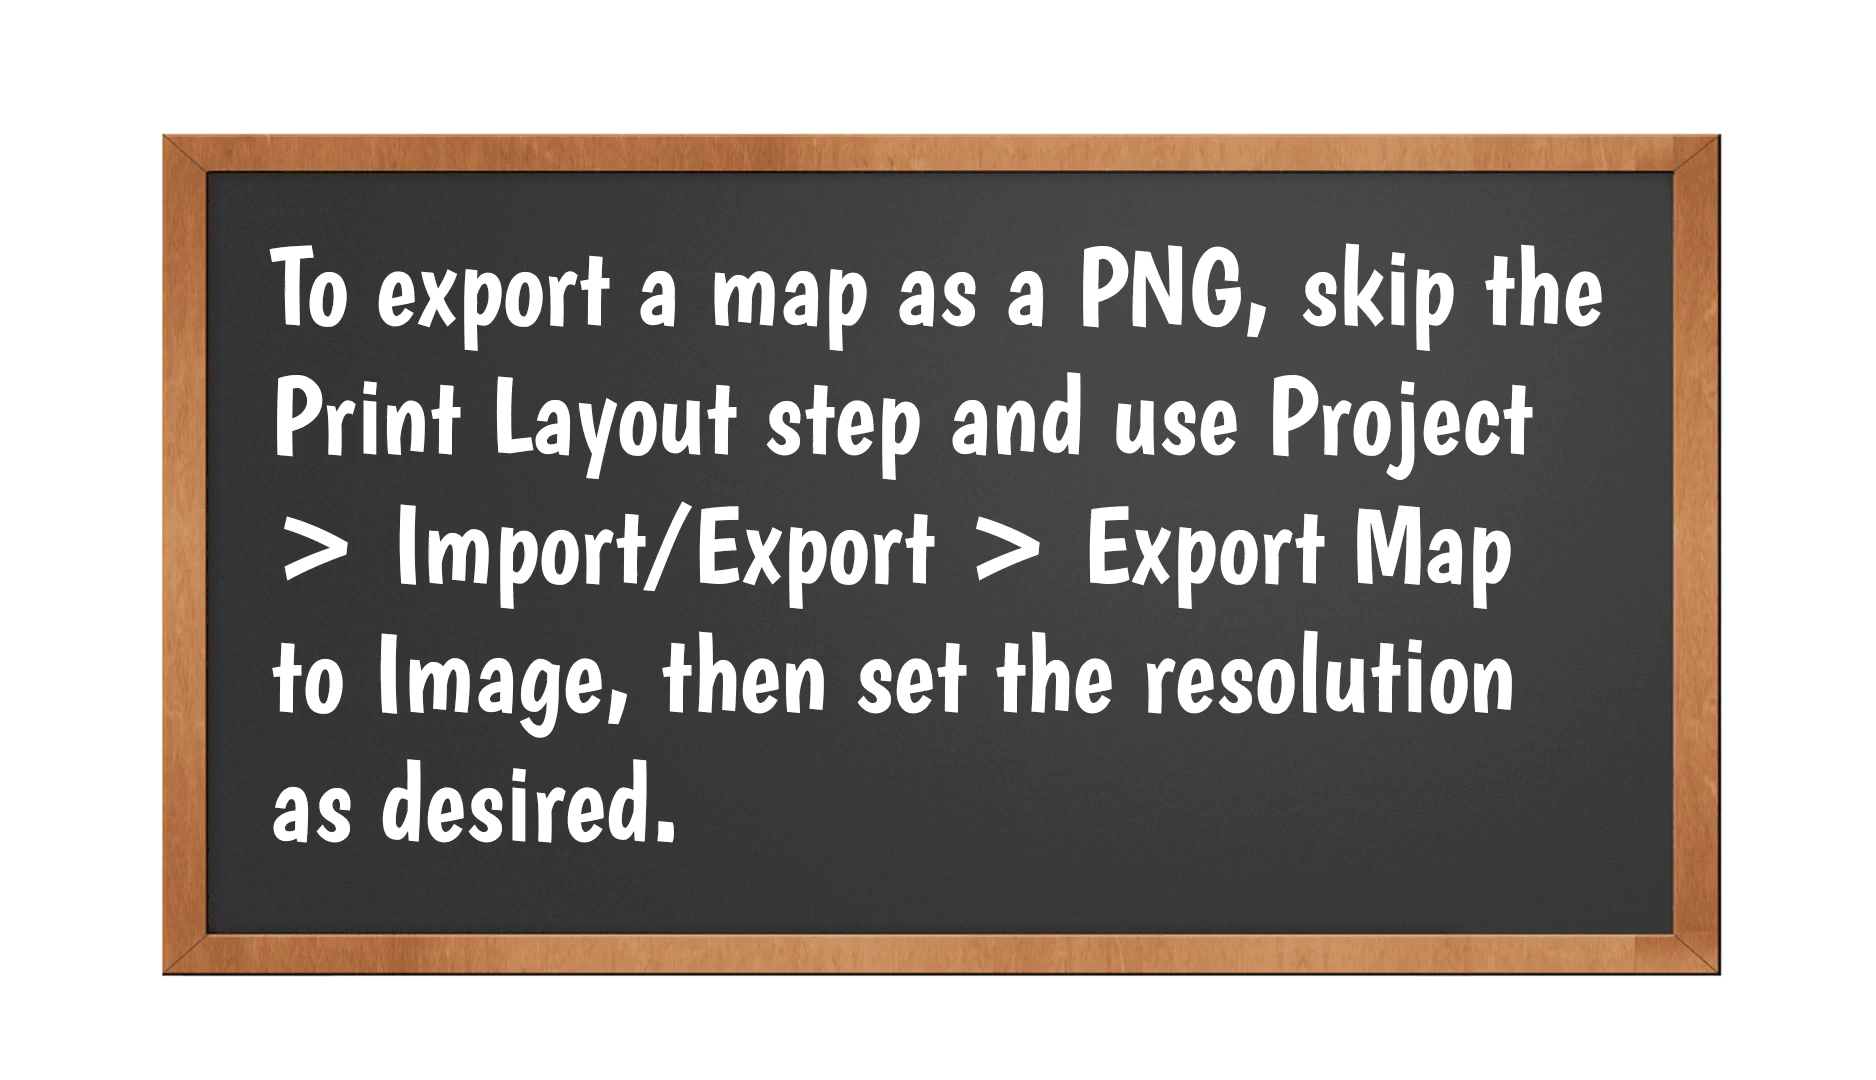 To export a map as a PNG, skip the
Print Layout step and use Project
> Import/Export > Export Map
to Image, then set the resolution
as desired.